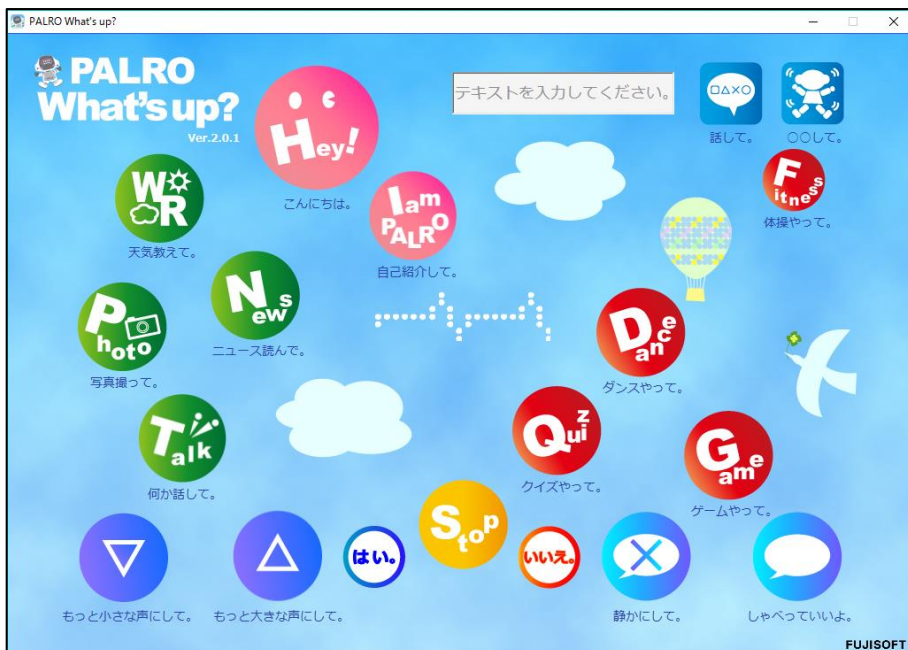 PALRO What's up?
PALRO
What's up?
Ver.2.0.1
Hey!
こんにちは。
テキストを入力してください。
□△×○
話して。
○○して。
Fitness
体操やって。
WR
天気教えて。
I am PALRO
自己紹介して。
News
ニュース読んで。
Photo
写真撮って。
Dance
ダンスやって。
Talk
何か話して。
Quiz
クイズやって。
Game
ゲームやって。
Stop
はい。
いいえ。
もっと小さな声にして。
もっと大きな声にして。
静かにして。
しゃべっていいよ。
FUJISOFT